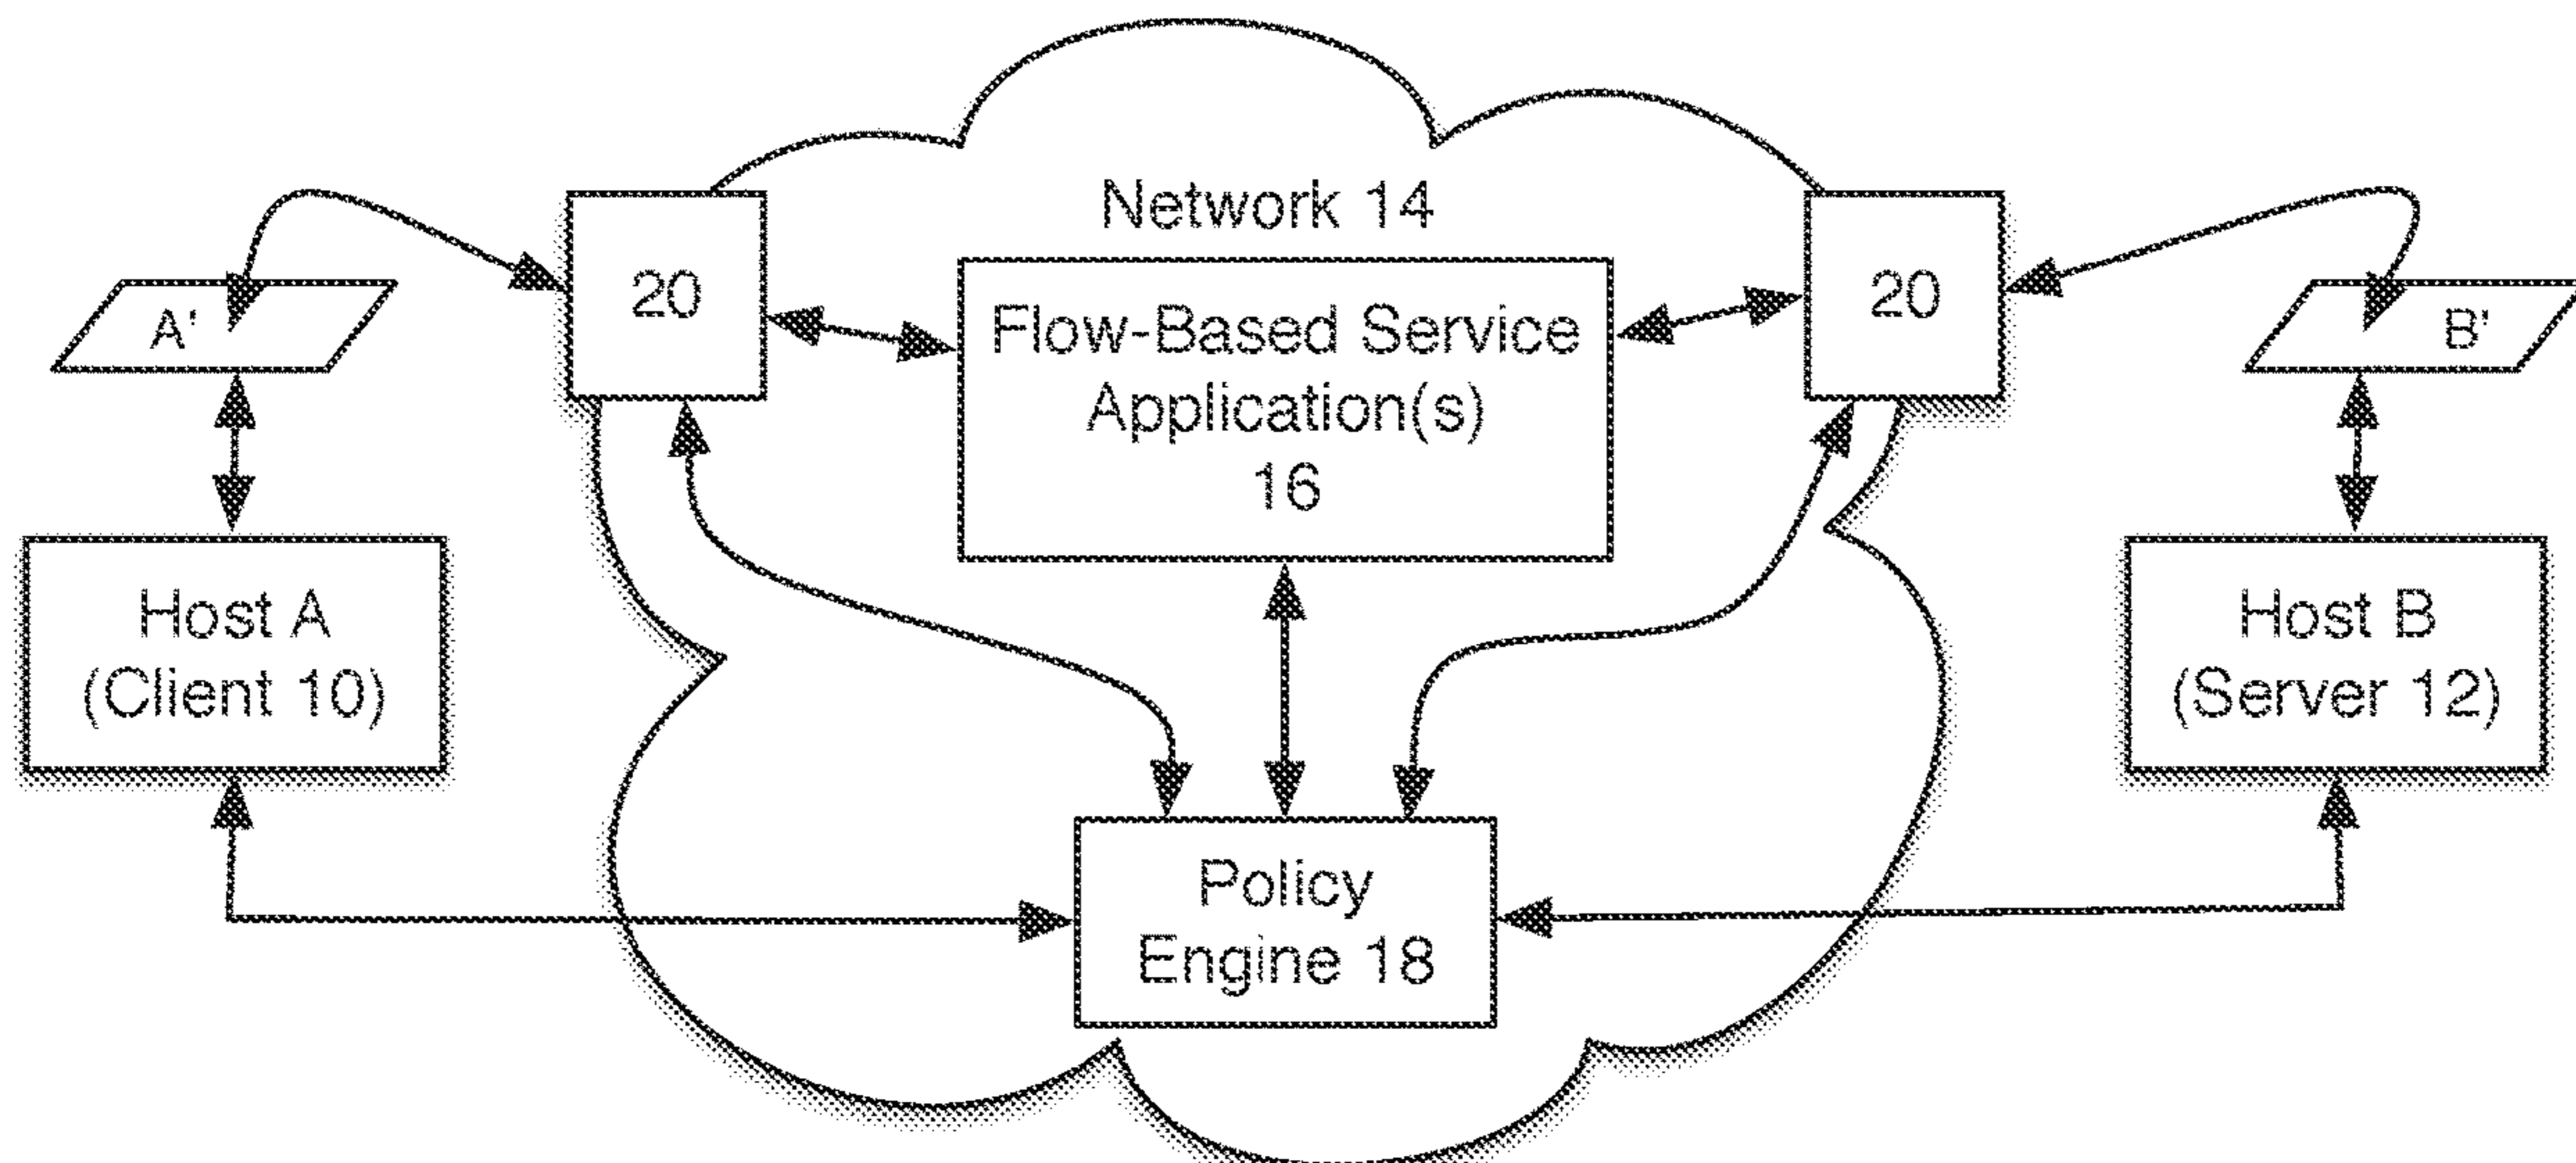 Network 14
20
Flow-Based Service
Application(s)
16
20
A'
B'
Host A
(Client 10)
Host B
(Server 12)
Policy
Engine 18